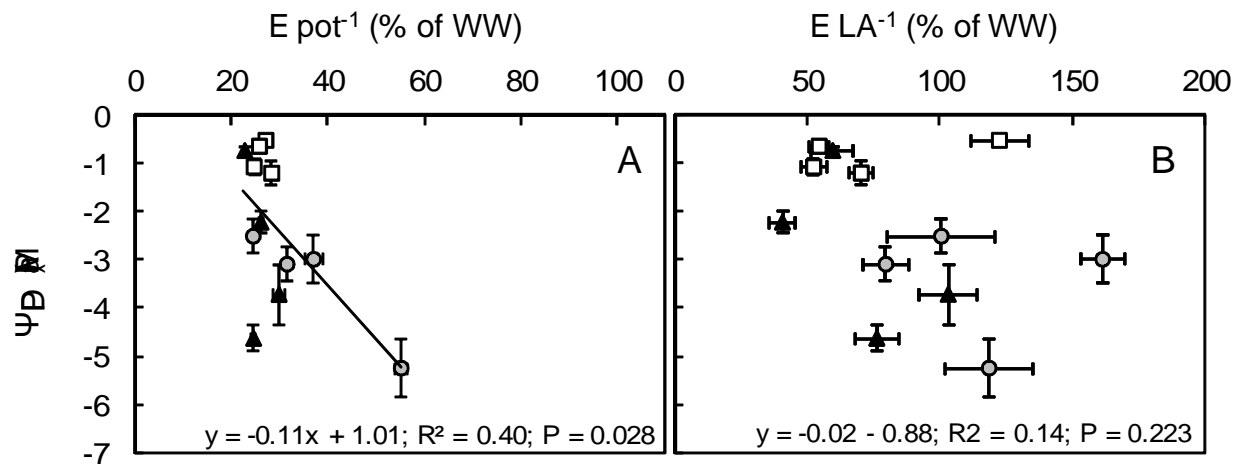 E pot-1 (% of WW)
E LA-1 (% of WW)
0 20 40 60 80 100
0 50 100 150 200
0
-1
-2
-3
-4
-5
-6
-7
A
B
y = -0.11x + 1.01; R² = 0.40; P = 0.028
y = -0.02 - 0.88; R2 = 0.14; P = 0.223